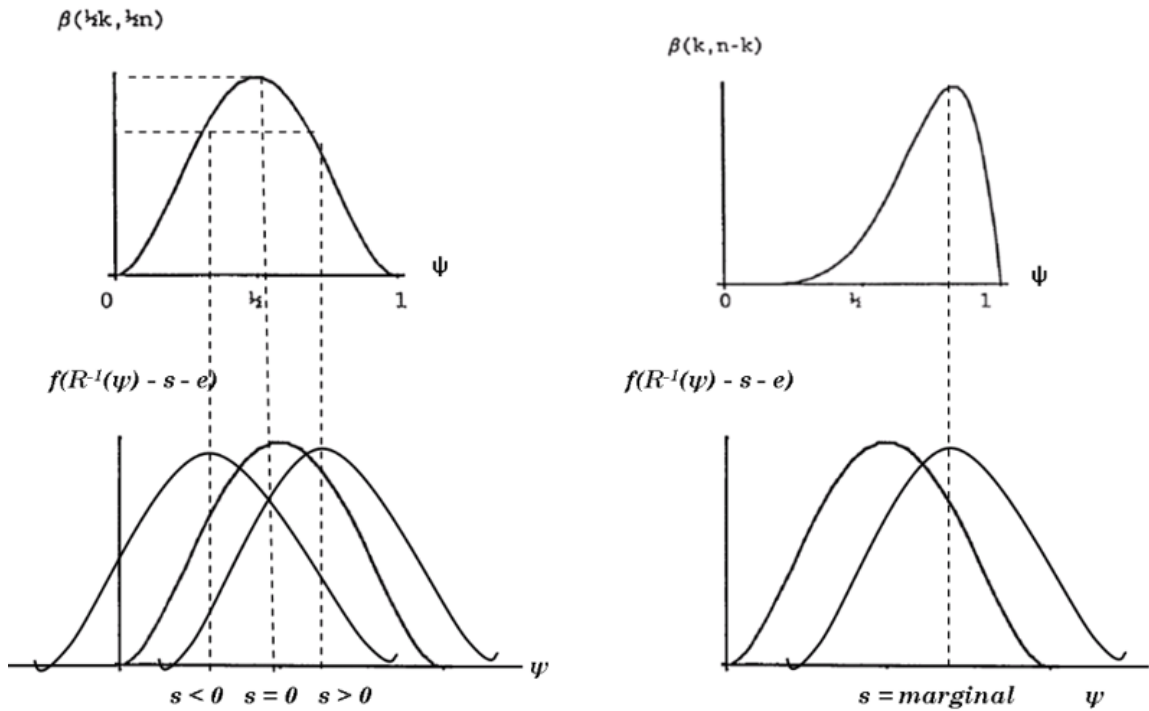 β(½k,½n)
β(k,n-k)
ψ
0 ½ 1
ψ
0 ½ 1
f(R⁻¹(ψ) - s - e)
f(R⁻¹(ψ) - s - e)
ψ
s < 0 s = 0 s > 0
s = marginal ψ